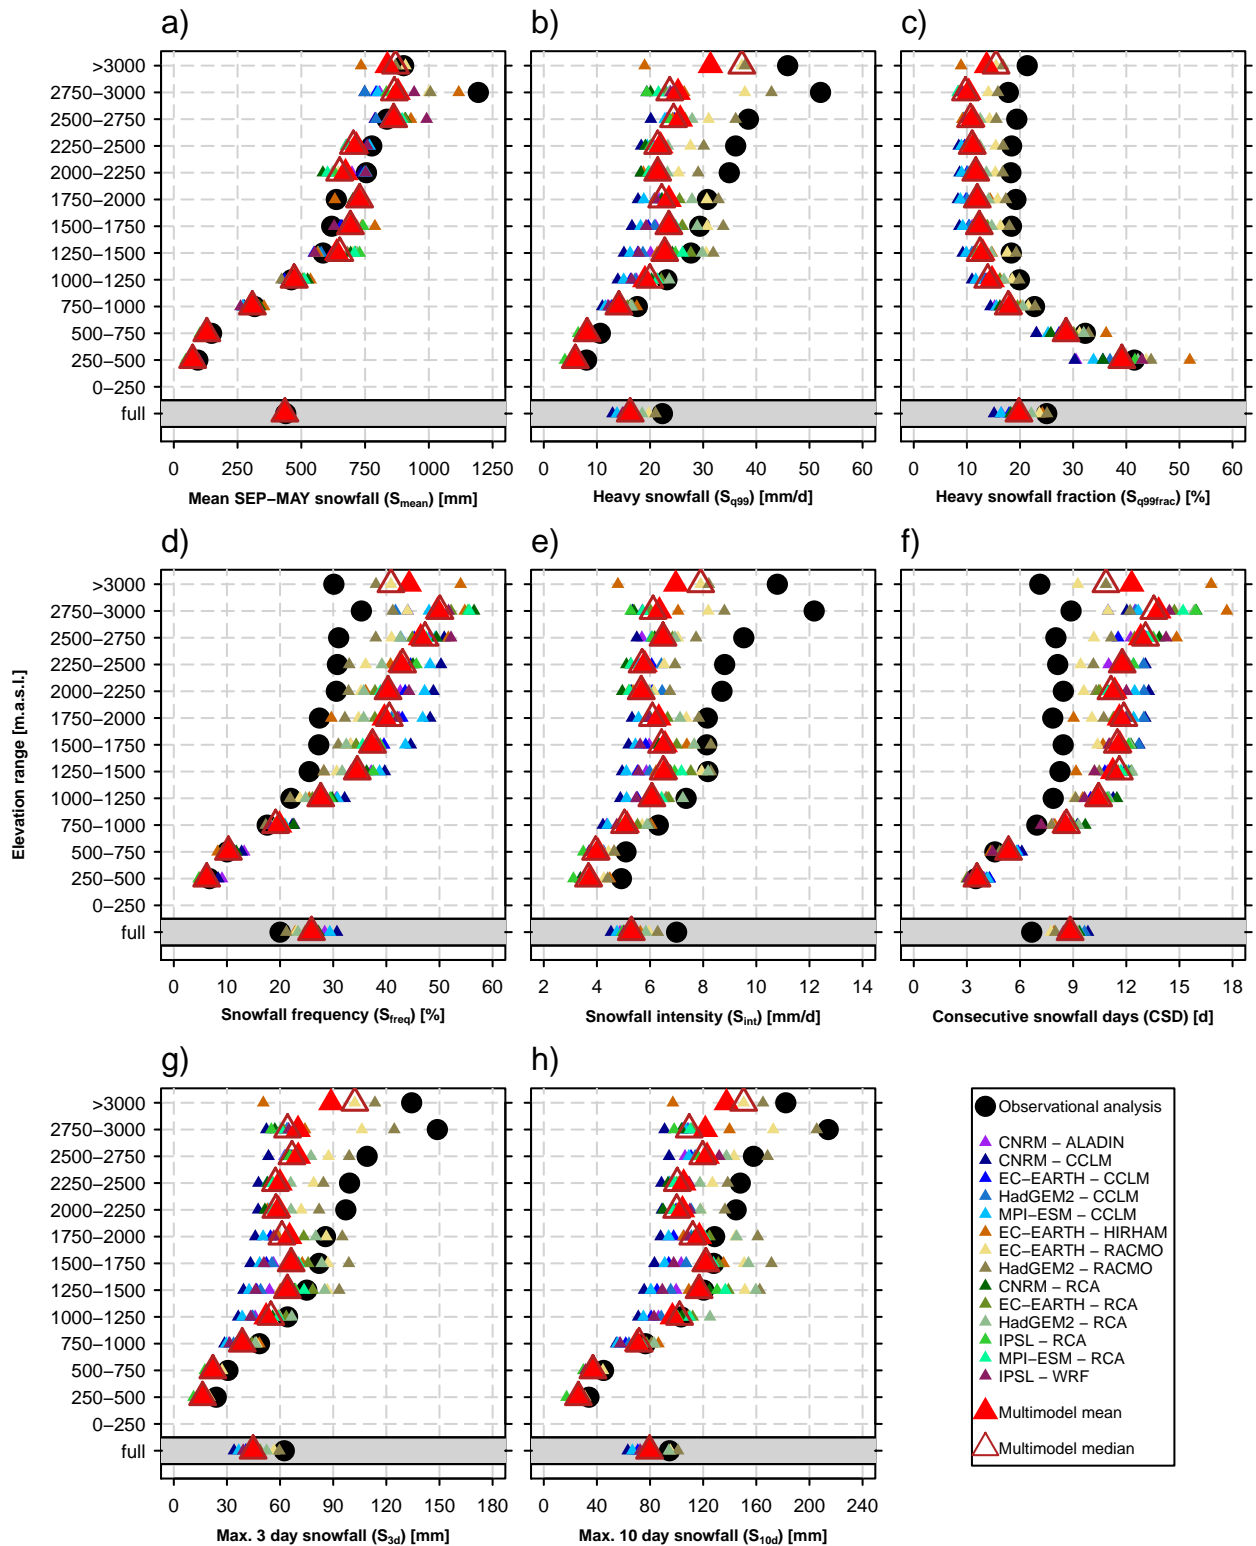 a)
b)
c)
>3000
2750–3000
2500–2750
2250–2500
2000–2250
1750–2000
1500–1750
1250–1500
1000–1250
750–1000
500–750
250–500
0–250
full
0 250 500 750 1000 1250
0 10 20 30 40 50 60
0 10 20 30 40 50 60
Mean SEP–MAY snowfall (Smean) [mm]
Heavy snowfall (Sq99) [mm/d]
Heavy snowfall fraction (Sq99frac) [%]
d)
e)
f)
Elevation range [m.a.s.l.]
>3000
2750–3000
2500–2750
2250–2500
2000–2250
1750–2000
1500–1750
1250–1500
1000–1250
750–1000
500–750
250–500
0–250
full
0 10 20 30 40 50 60
2 4 6 8 10 12 14
0 3 6 9 12 15 18
Snowfall frequency (Sfreq) [%]
Snowfall intensity (Sint) [mm/d]
Consecutive snowfall days (CSD) [d]
g)
h)
>3000
2750–3000
2500–2750
2250–2500
2000–2250
1750–2000
1500–1750
1250–1500
1000–1250
750–1000
500–750
250–500
0–250
full
0 30 60 90 120 150 180
0 40 80 120 160 200 240
Max. 3 day snowfall (S3d) [mm]
Max. 10 day snowfall (S10d) [mm]
Observational analysis
CNRM – ALADIN
CNRM – CCLM
EC–EARTH – CCLM
HadGEM2 – CCLM
MPI–ESM – CCLM
EC–EARTH – HIRHAM
EC–EARTH – RACMO
HadGEM2 – RACMO
CNRM – RCA
EC–EARTH – RCA
HadGEM2 – RCA
IPSL – RCA
MPI–ESM – RCA
IPSL – WRF
Multimodel mean
Multimodel median